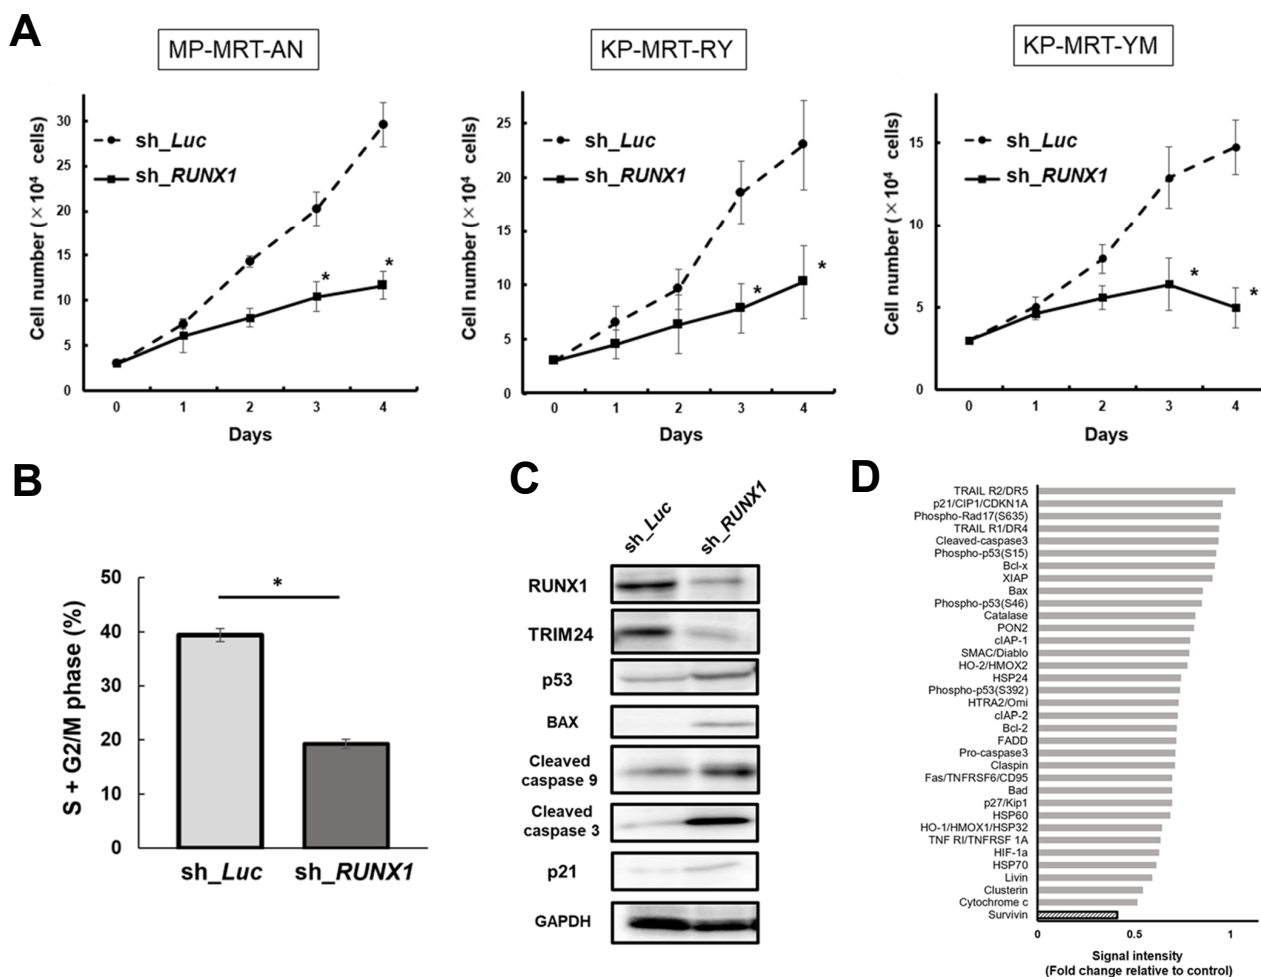 A
MP-MRT-AN
KP-MRT-RY
KP-MRT-YM
Cell number (×10⁴ cells)
30
25
20
15
10
5
0
sh_Luc
sh_RUNX1
*
*
0 1 2 3 4
Days
Cell number (×10⁴ cells)
25
20
15
10
5
0
sh_Luc
sh_RUNX1
*
*
0 1 2 3 4
Days
Cell number (×10⁴ cells)
15
10
5
0
sh_Luc
sh_RUNX1
*
*
0 1 2 3 4
Days
B
S + G2/M phase (%)
50
40
30
20
10
0
*
sh_Luc sh_RUNX1
C
sh_Luc
sh_RUNX1
RUNX1
TRIM24
p53
BAX
Cleaved
caspase 9
Cleaved
caspase 3
p21
GAPDH
D
TRAIL R2/DR5
p21/CIP1/CDKN1A
Phospho-Rad17(S635)
TRAIL R1/DR4
Cleaved-caspase3
Phospho-p53(S15)
Bcl-x
XIAP
Bax
Phospho-p53(S46)
Catalase
PON2
cIAP-1
SMAC/Diablo
HO-2/HMOX2
HSP24
Phospho-p53(S392)
HTRA2/Omi
cIAP-2
Bcl-2
FADD
Pro-caspase3
Claspin
Fas/TNFRSF6/CD95
Bad
p27/Kip1
HSP60
HO-1/HMOX1/HSP32
TNF RI/TNFRSF 1A
HIF-1a
HSP70
Livin
Clusterin
Cytochrome c
Survivin
0 0.5 1
Signal intensity
(Fold change relative to control)